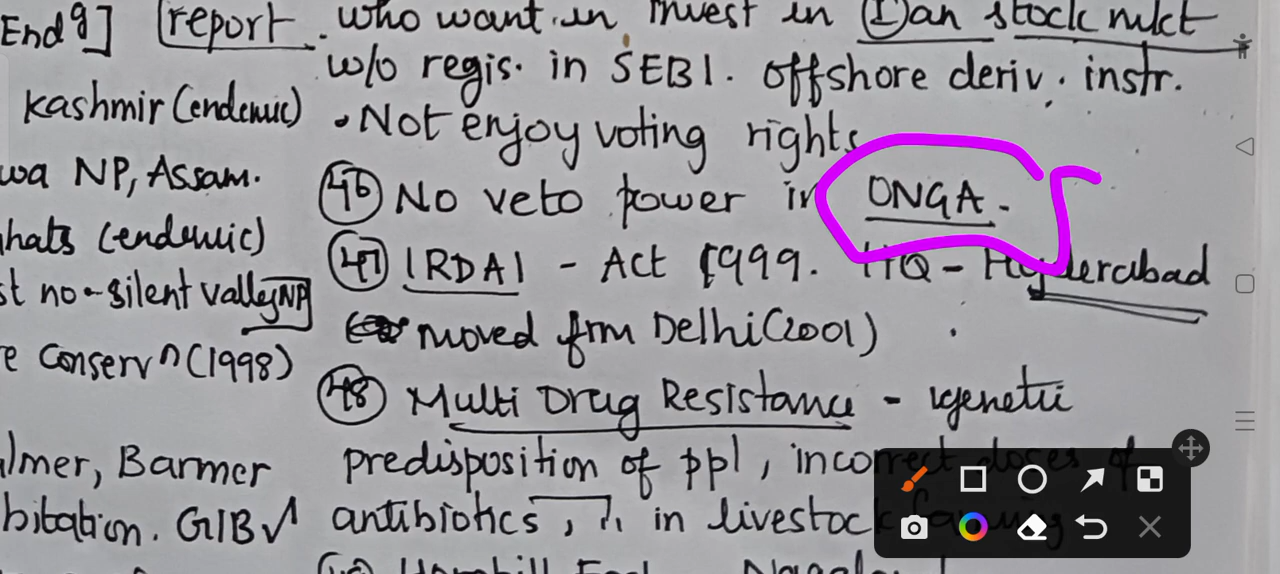 End g] [report
Kashmir (endemic)
wa NP, Assam.
hats (endemic)
st no - silent valley NP
e Conserv n (1998)
lmer, Barmer
bitation. GIB ✓
who want in invest in (I)an stock mkt
w/o regis. in SEBI. offshore deriv. instr.
• Not enjoy voting rights
(46) No veto power in UNGA.
(47) IRDAI - Act 1999. HQ - Hyderabad
moved frm Delhi (2001)
(48) Multi Drug Resistance - genetic
predisposition of ppl, incorrect doses of
antibiotics, in livestock farming